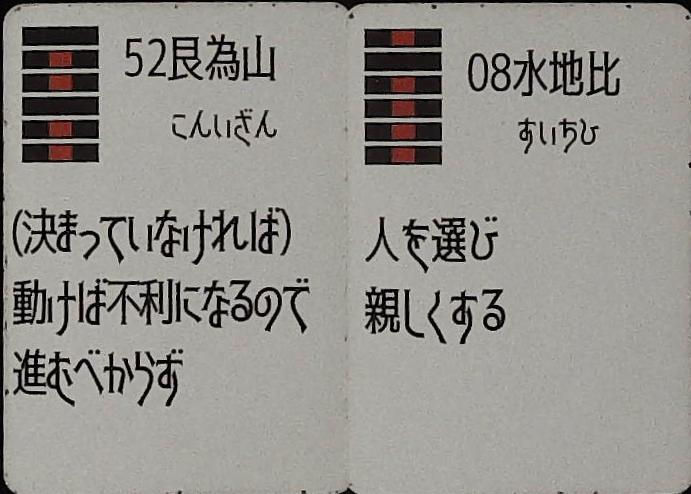 52艮為山
こんいざん
(決まっていなければ)
動けば不利になるので
進むべからず
08水地比
すいちひ
人を選び
親しくする